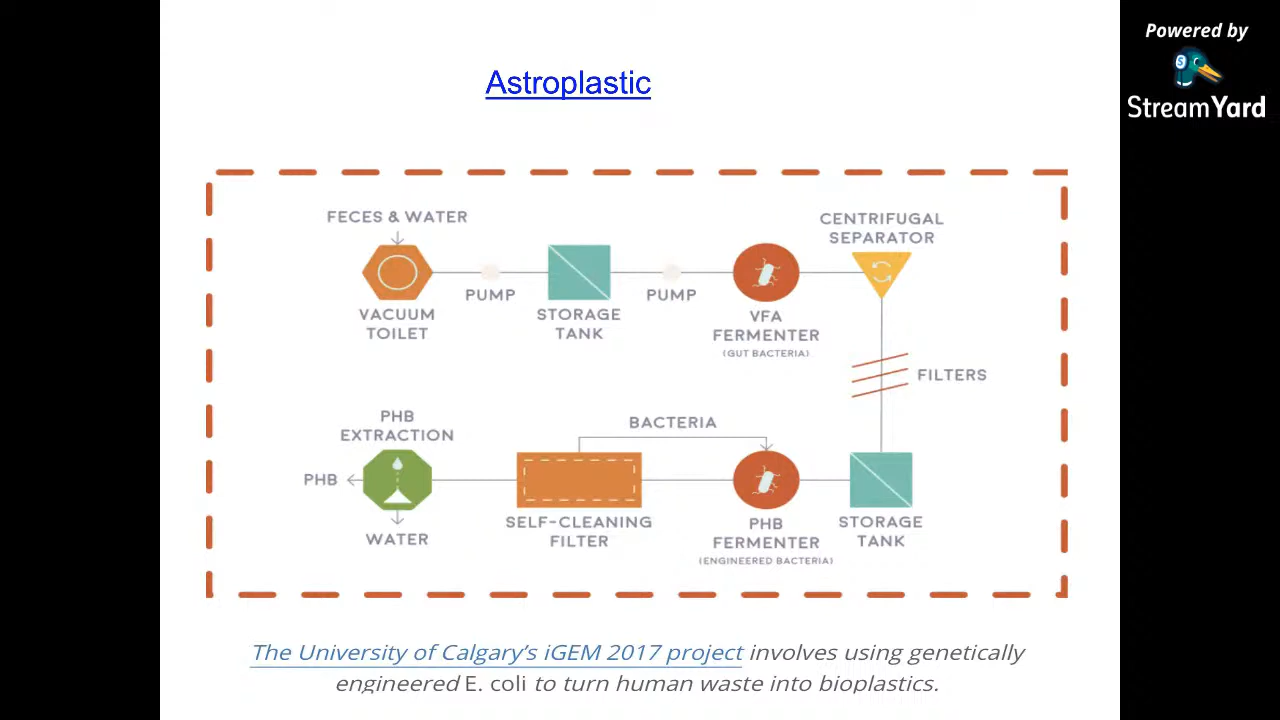 Powered by
StreamYard
Astroplastic
FECES & WATER
VACUUM
TOILET
PUMP
STORAGE
TANK
PUMP
VFA
FERMENTER
(GUT BACTERIA)
CENTRIFUGAL
SEPARATOR
FILTERS
STORAGE
TANK
PHB
FERMENTER
(ENGINEERED BACTERIA)
BACTERIA
SELF-CLEANING
FILTER
PHB
EXTRACTION
PHB
WATER
The University of Calgary's iGEM 2017 project involves using genetically
engineered E. coli to turn human waste into bioplastics.